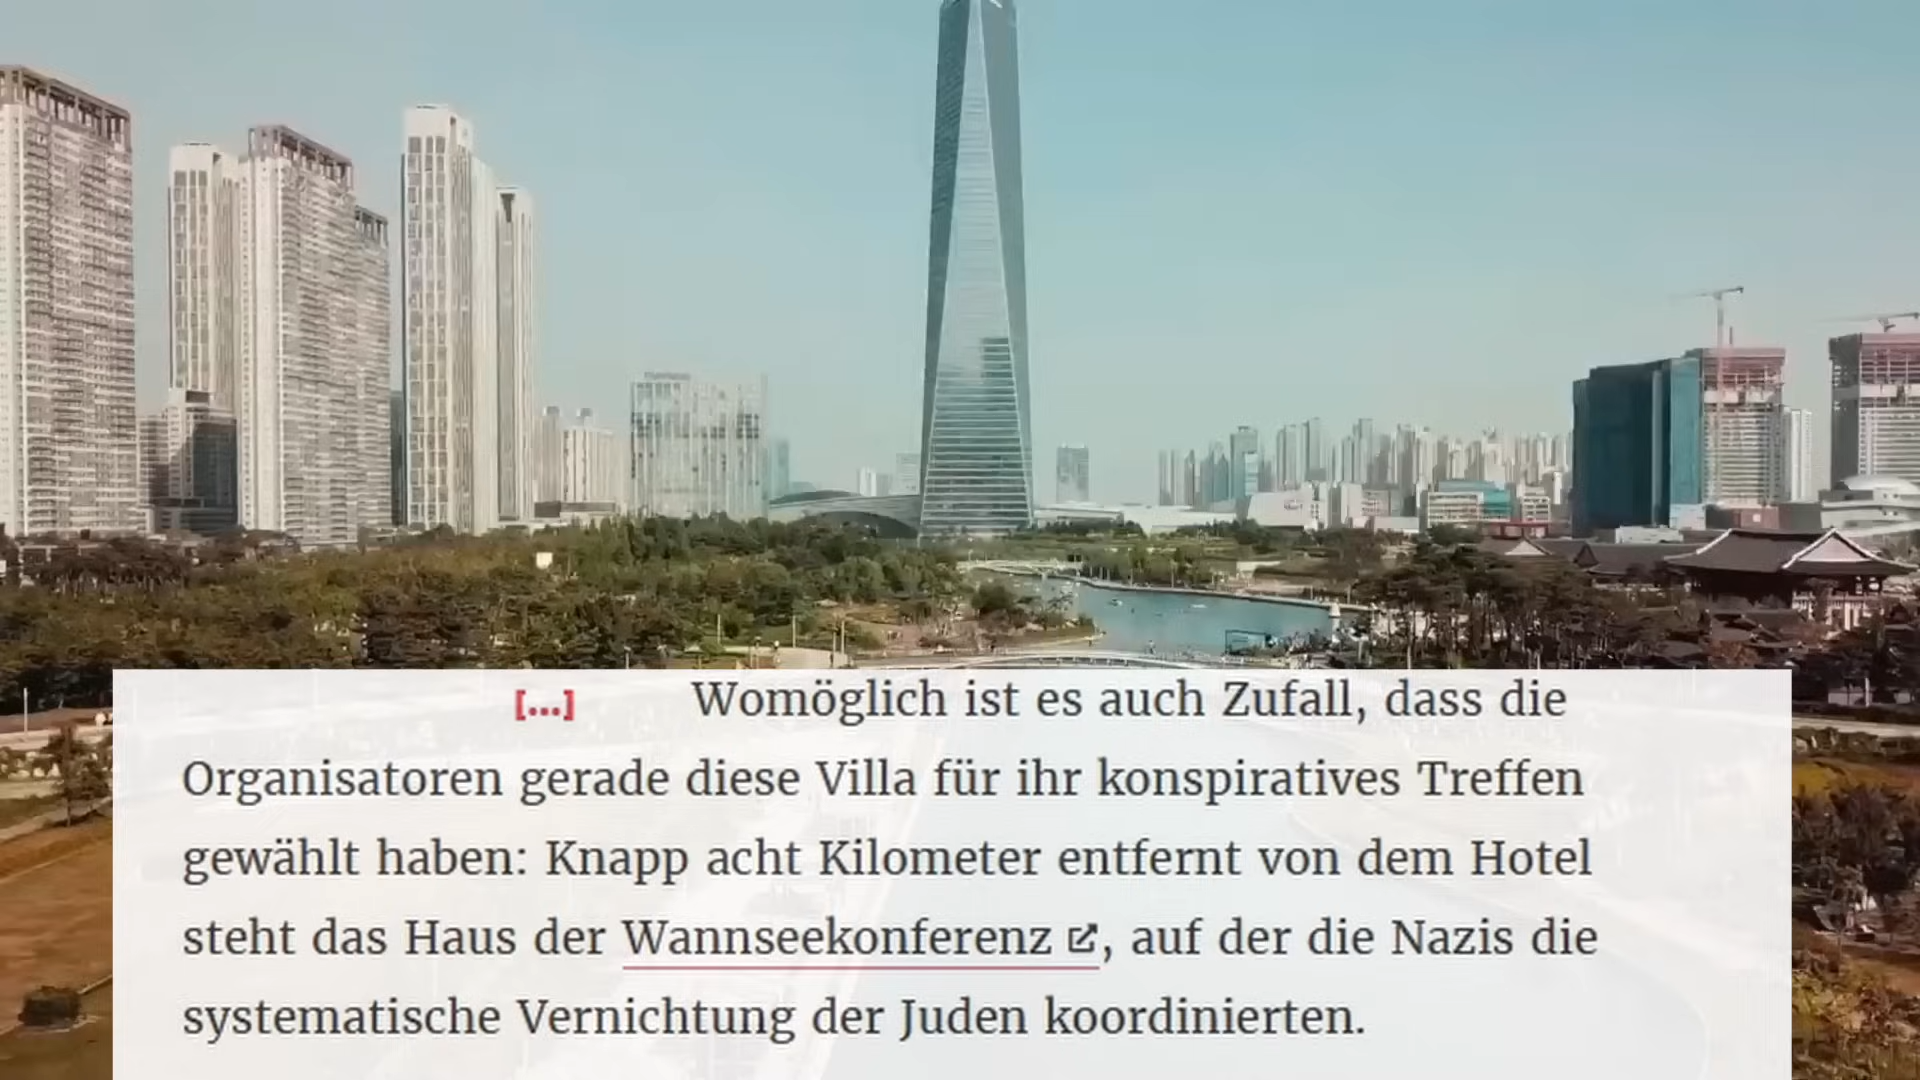 [...] Womöglich ist es auch Zufall, dass die
Organisatoren gerade diese Villa für ihr konspiratives Treffen
gewählt haben: Knapp acht Kilometer entfernt von dem Hotel
steht das Haus der Wannseekonferenz, auf der die Nazis die
systematische Vernichtung der Juden koordinierten.